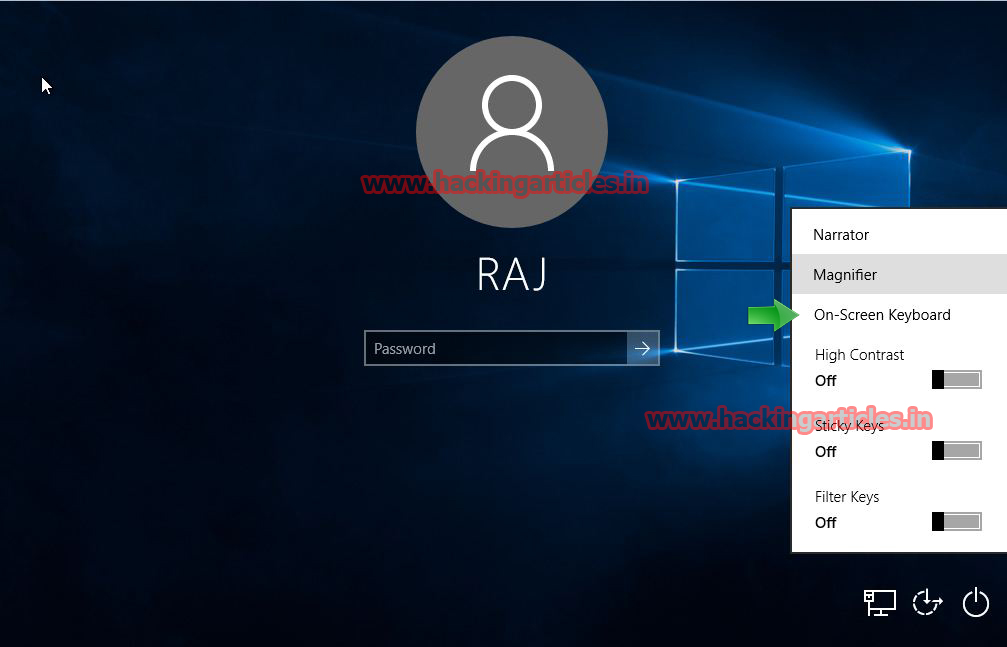 www.hackingarticles.in
RAJ
Password
Narrator
Magnifier
On-Screen Keyboard
High Contrast
Off
www.hackingarticles.in
Sticky Keys
Off
Filter Keys
Off